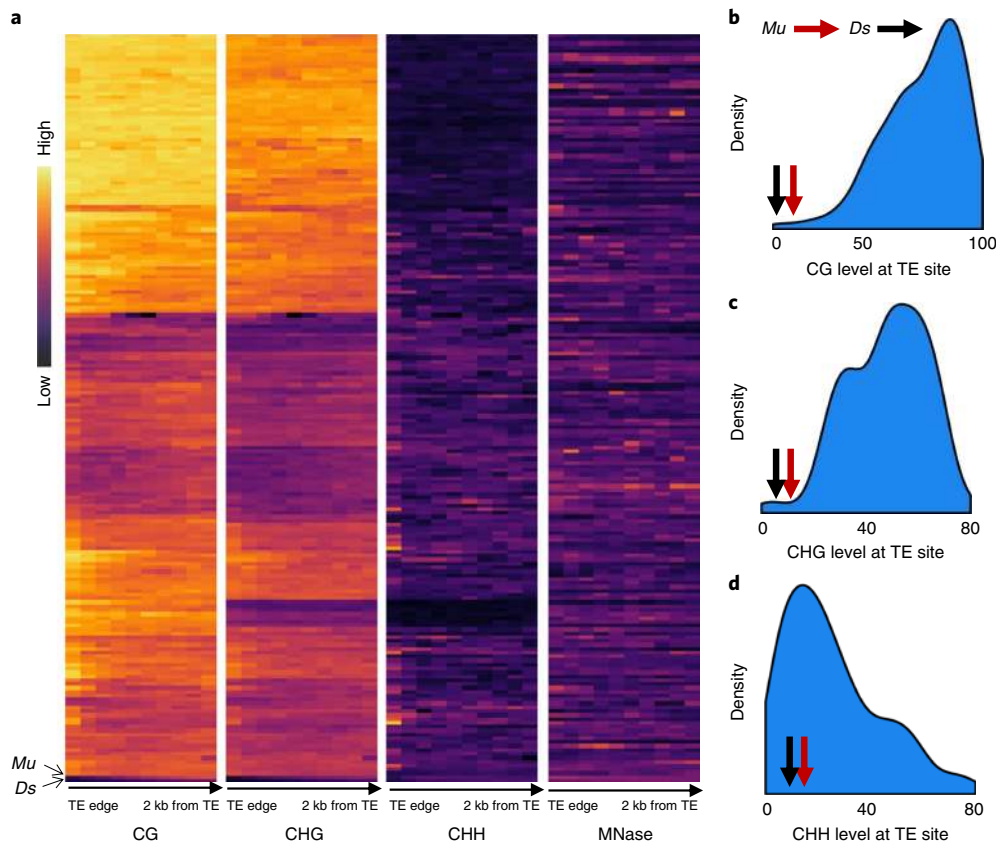 a
High
Low
Mu
Ds
TE edge 2 kb from TE
TE edge 2 kb from TE
TE edge 2 kb from TE
TE edge 2 kb from TE
CG
CHG
CHH
MNase
b
Mu Ds
Density
0 50 100
CG level at TE site
c
Density
0 40 80
CHG level at TE site
d
Density
0 40 80
CHH level at TE site